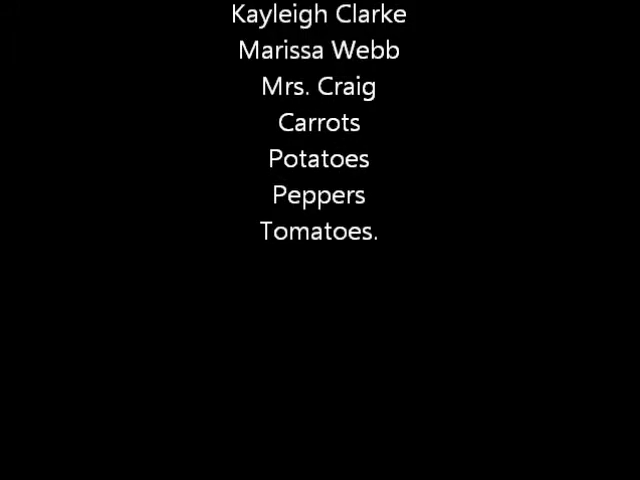 Kayleigh Clarke
Marissa Webb
Mrs. Craig
Carrots
Potatoes
Peppers
Tomatoes.